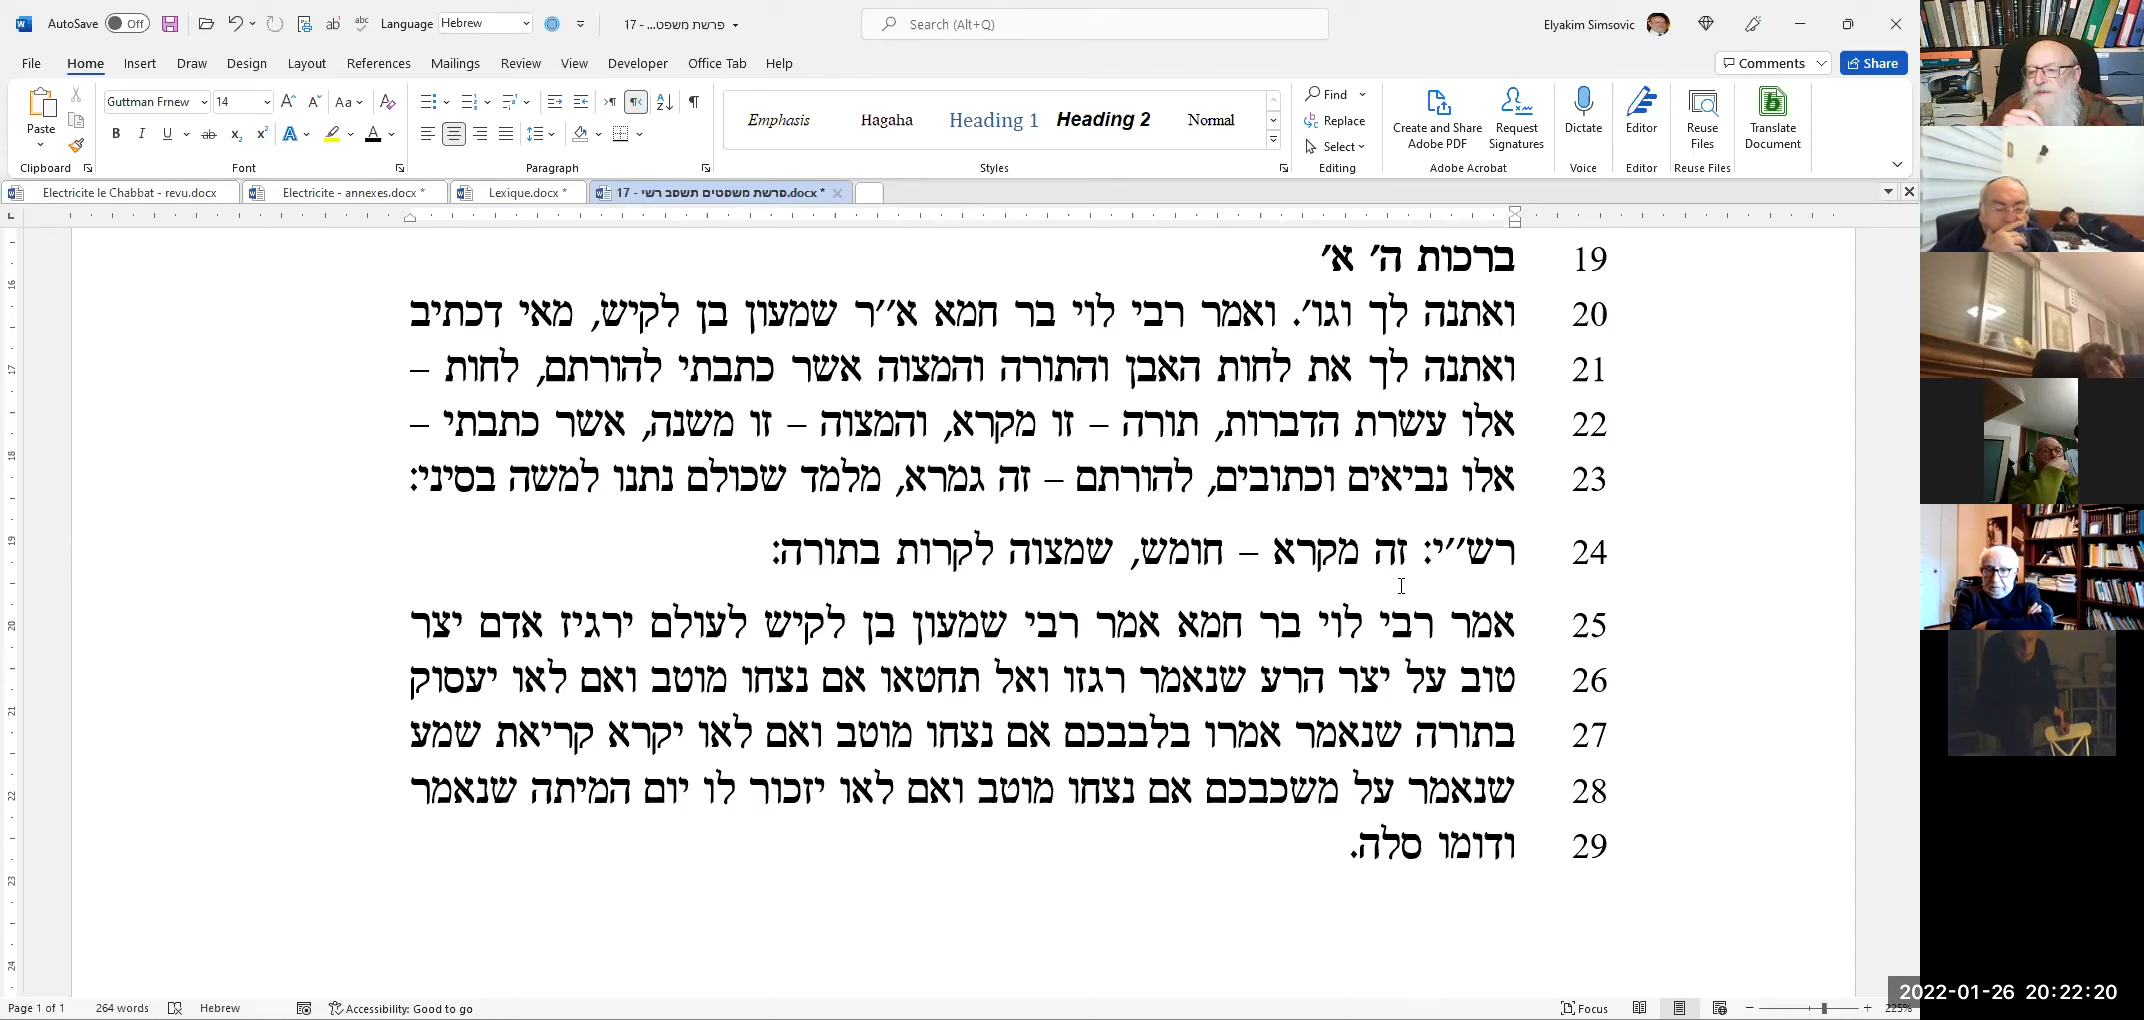 AutoSave Off Language Hebrew 17 - פרשת משפט... Search (Alt+Q) Elyakim Simsovic
File Home Insert Draw Design Layout References Mailings Review View Developer Office Tab Help Comments Share
Paste Guttman Frnew 14 Emphasis Hagaha Heading 1 Heading 2 Normal
Find Replace Select
Create and Share Adobe PDF Request Signatures Dictate Editor Reuse Files Translate Document
Clipboard Font Paragraph Styles Editing Adobe Acrobat Voice Editor Reuse Files
Electricite le Chabbat - revu.docx Electricite - annexes.docx * Lexique.docx * 17 - פרשת משפטים תשפב רשי.docx *
19 ברכות ה' א'
20 ואתנה לך וגו'. ואמר רבי לוי בר חמא א''ר שמעון בן לקיש, מאי דכתיב
21 ואתנה לך את לחות האבן והתורה והמצוה אשר כתבתי להורתם, לחות –
22 אלו עשרת הדברות, תורה – זו מקרא, והמצוה – זו משנה, אשר כתבתי –
23 אלו נביאים וכתובים, להורתם – זה גמרא, מלמד שכולם נתנו למשה בסיני:
24 רש''י: זה מקרא – חומש, שמצוה לקרות בתורה:
25 אמר רבי לוי בר חמא אמר רבי שמעון בן לקיש לעולם ירגיז אדם יצר
26 טוב על יצר הרע שנאמר רגזו ואל תחטאו אם נצחו מוטב ואם לאו יעסוק
27 בתורה שנאמר אמרו בלבבכם אם נצחו מוטב ואם לאו יקרא קריאת שמע
28 שנאמר על משכבכם אם נצחו מוטב ואם לאו יזכור לו יום המיתה שנאמר
29 ודומו סלה.
Page 1 of 1 264 words Hebrew Accessibility: Good to go Focus 225%
2022-01-26 20:22:20